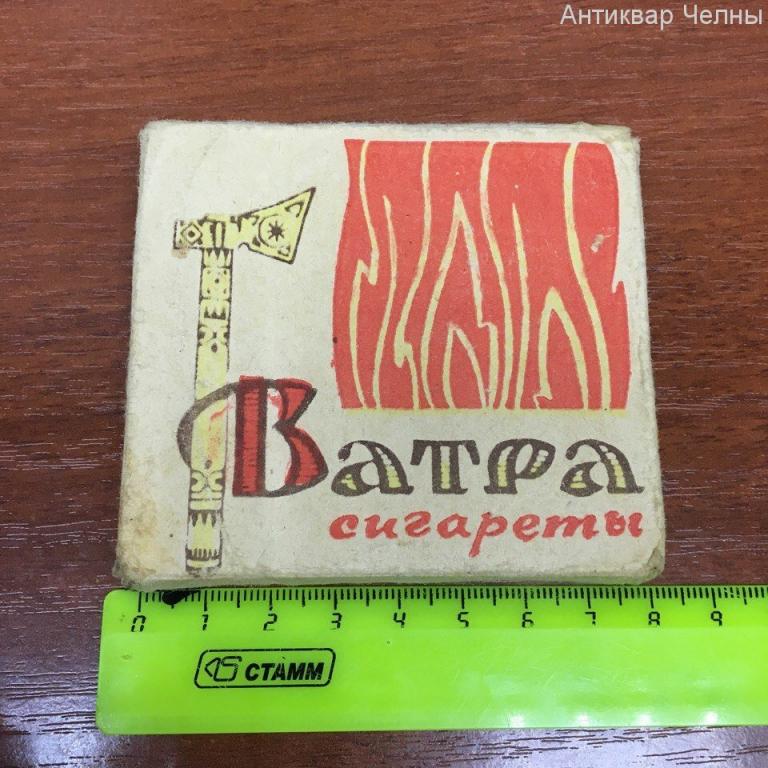 Антиквар Челны
Ватра
сигареты
0 1 2 3 4 5 6 7 8 9
СТАММ